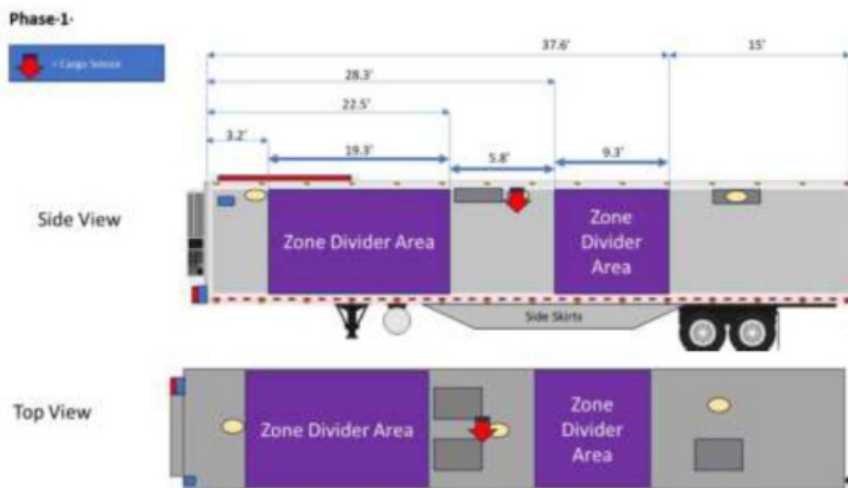 Phase-1-
= Cargo Sensor
37.6'
15'
28.3'
22.5'
3.2'
19.3'
5.8'
9.3'
Side View
Zone Divider Area
Zone
Divider
Area
Side Skirts
Top View
Zone Divider Area
Zone
Divider
Area